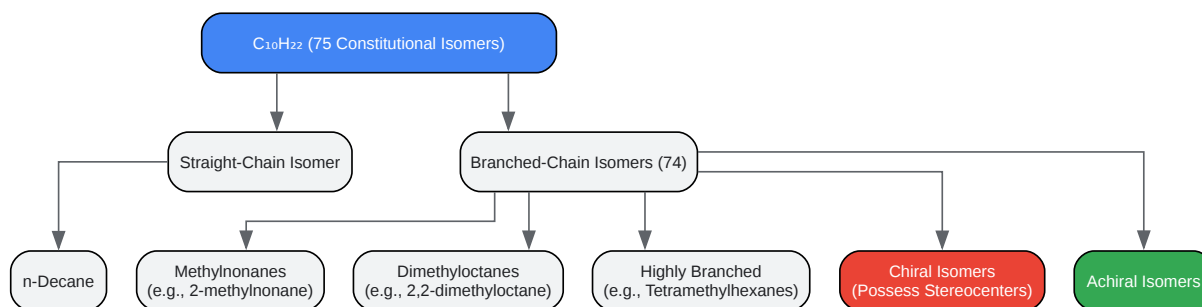 C₁₀H₂₂ (75 Constitutional Isomers)
Straight-Chain Isomer
Branched-Chain Isomers (74)
n-Decane
Methylnonanes
(e.g., 2-methylnonane)
Dimethyloctanes
(e.g., 2,2-dimethyloctane)
Highly Branched
(e.g., Tetramethylhexanes)
Chiral Isomers
(Possess Stereocenters)
Achiral Isomers